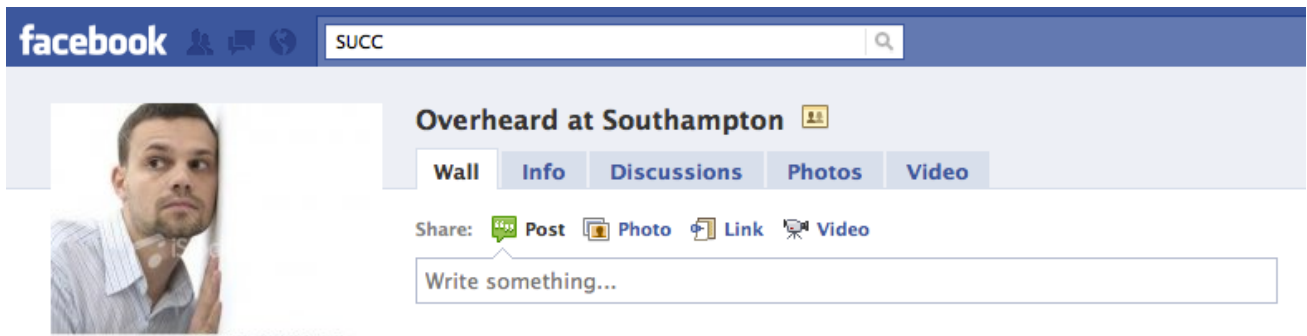 facebook SUCC
Overheard at Southampton
Wall Info Discussions Photos Video
Share: Post Photo Link Video
Write something...